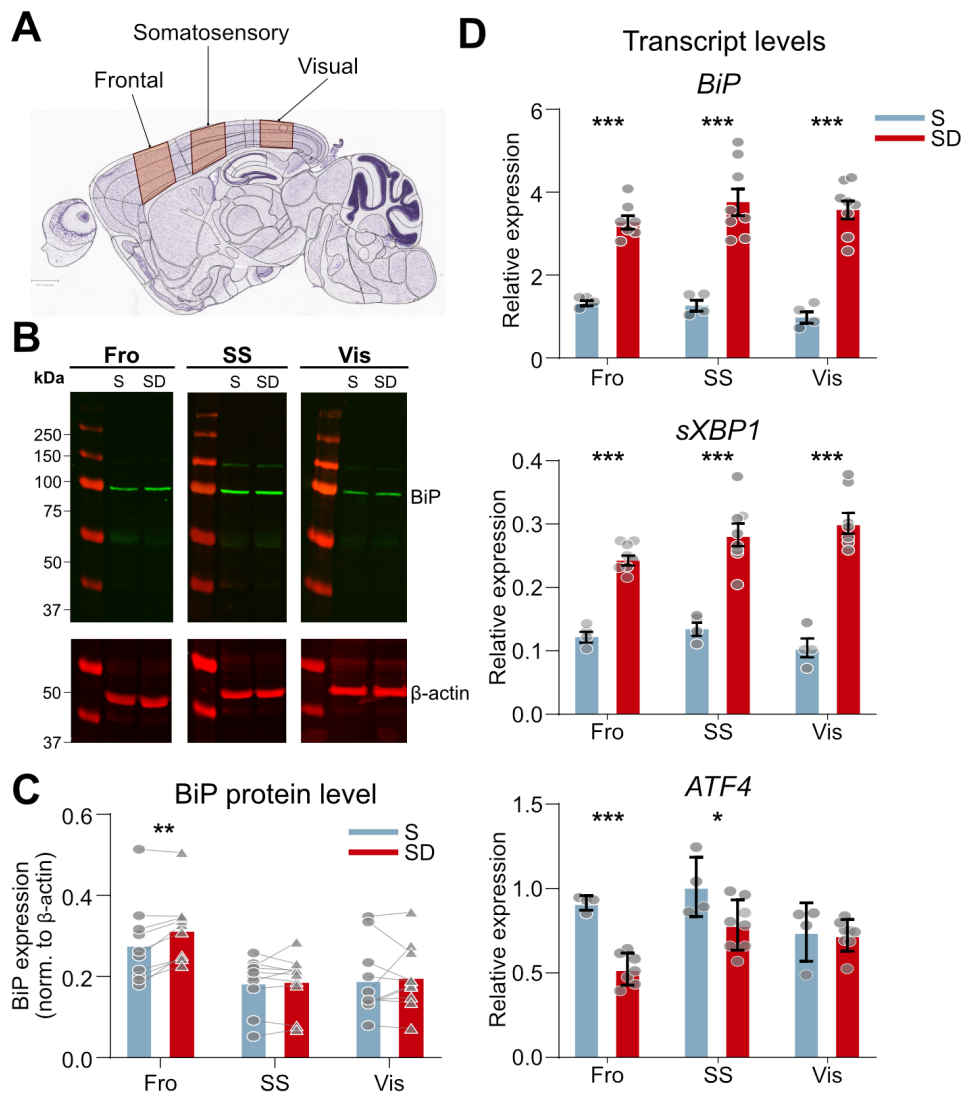 A
Somatosensory
Frontal
Visual
B
Fro
SS
Vis
kDa
S
SD
S
SD
S
SD
250
150
100
75
50
37
BiP
50
37
β-actin
C
BiP protein level
BiP expression
(norm. to β-actin)
0.6
0.4
0.2
0.0
**
S
SD
Fro
SS
Vis
D
Transcript levels
BiP
S
SD
Relative expression
6
4
2
0
***
***
***
Fro
SS
Vis
sXBP1
Relative expression
0.4
0.3
0.2
0.1
0.0
***
***
***
Fro
SS
Vis
ATF4
Relative expression
1.5
1.0
0.5
0.0
***
*
Fro
SS
Vis